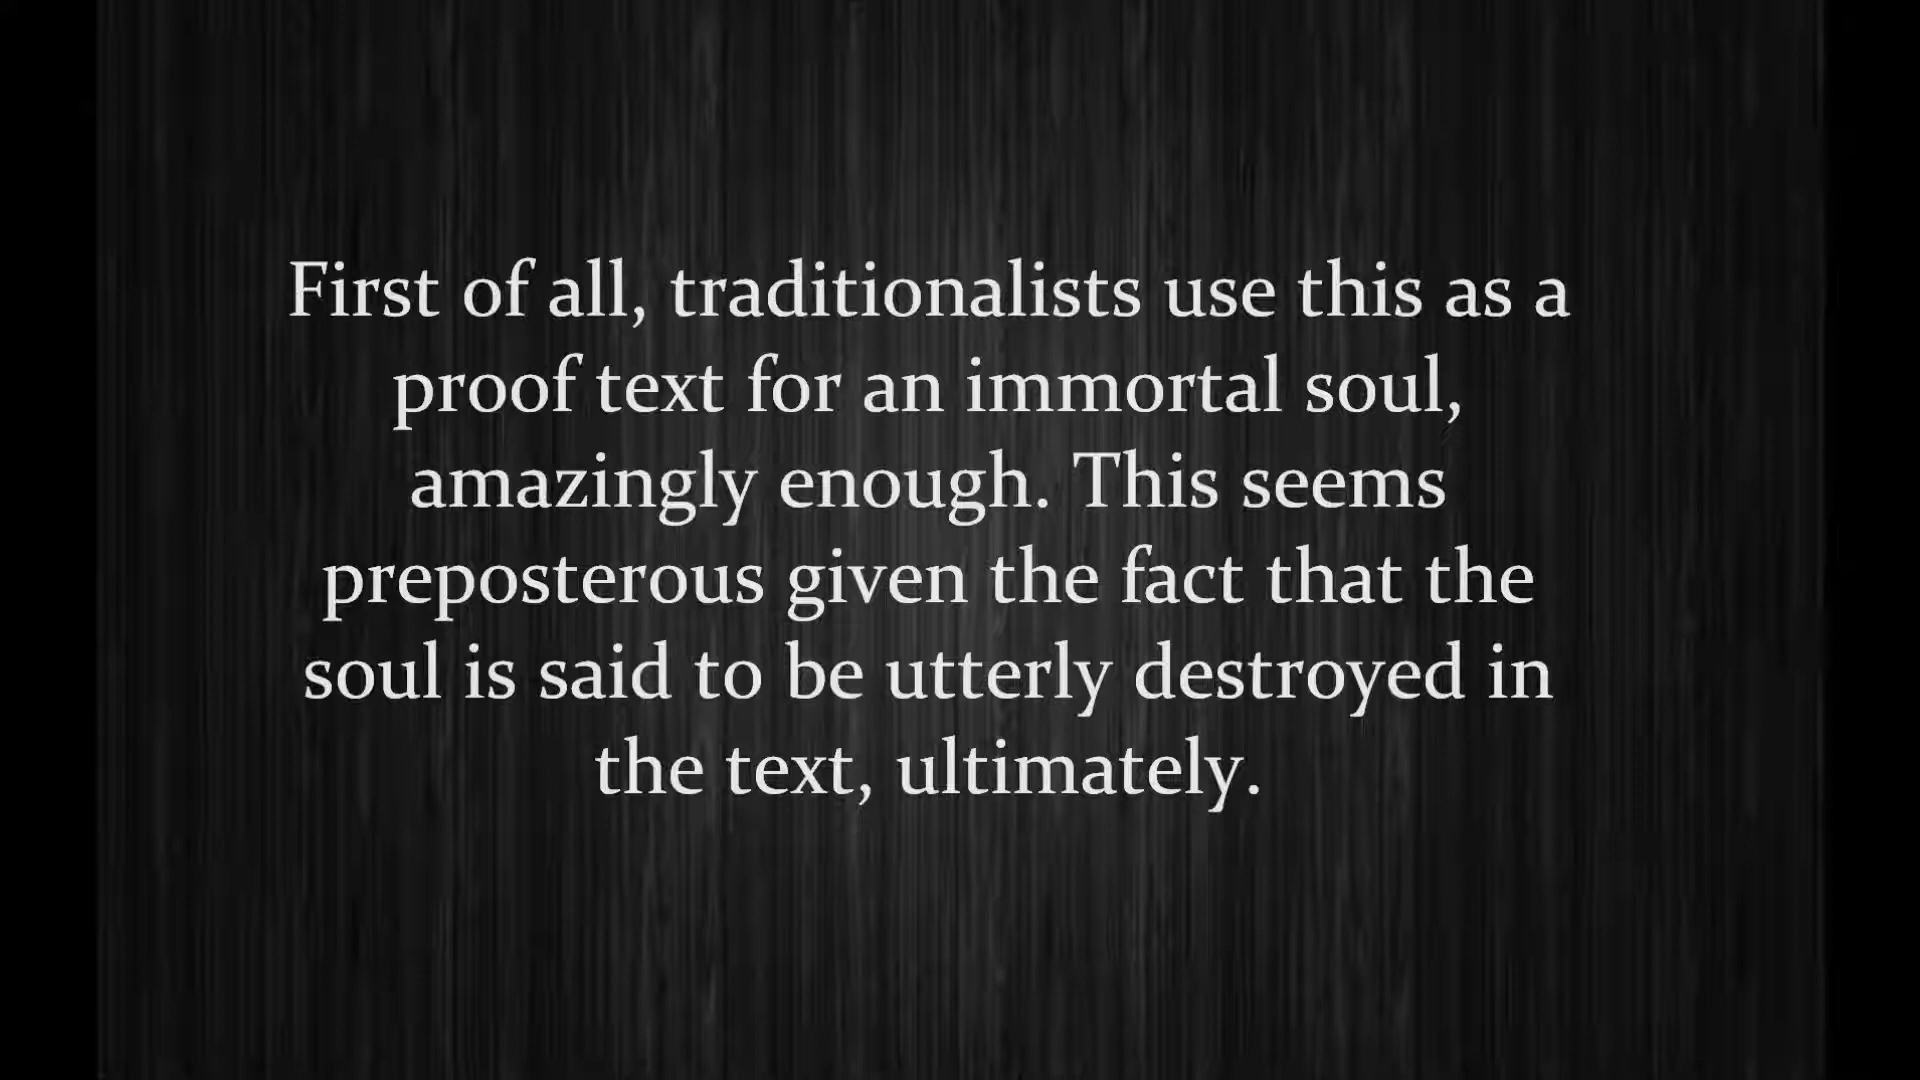 First of all, traditionalists use this as a
proof text for an immortal soul,
amazingly enough. This seems
preposterous given the fact that the
soul is said to be utterly destroyed in
the text, ultimately.